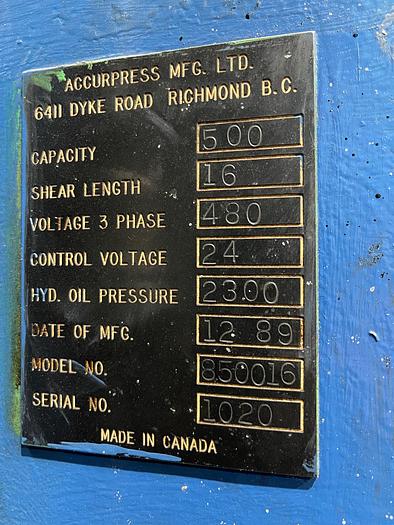 ACCURPRESS MFG. LTD.
6411 DYKE ROAD RICHMOND B.C.
CAPACITY 500
SHEAR LENGTH 16
VOLTAGE 3 PHASE 480
CONTROL VOLTAGE 24
HYD. OIL PRESSURE 2300
DATE OF MFG. 12 89
MODEL NO. 850016
SERIAL NO. 1020
MADE IN CANADA